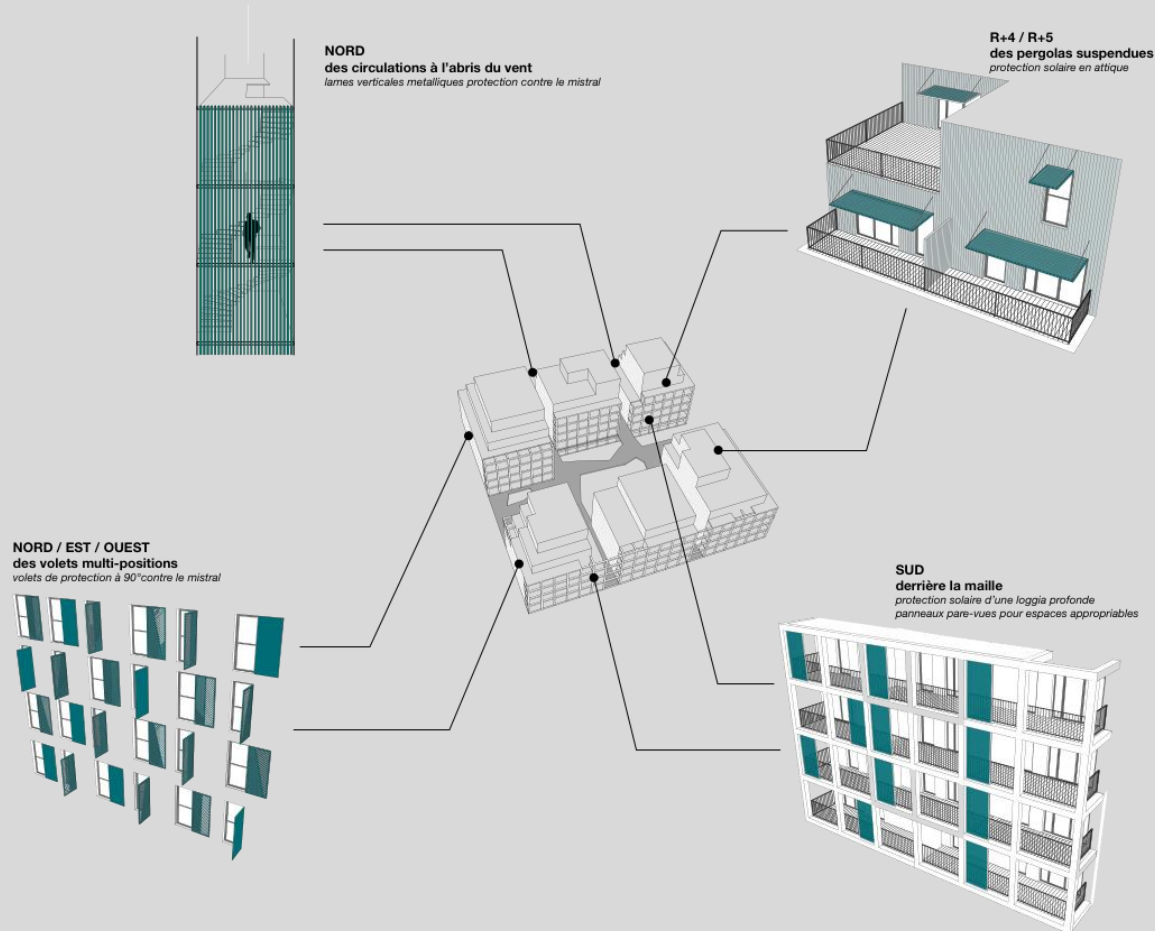 NORD
des circulations à l'abris du vent
lames verticales metalliques protection contre le mistral
R+4 / R+5
des pergolas suspendues
protection solaire en attique
NORD / EST / OUEST
des volets multi-positions
volets de protection à 90°contre le mistral
SUD
derrière la maille
protection solaire d'une loggia profonde
panneaux pare-vues pour espaces appropriables